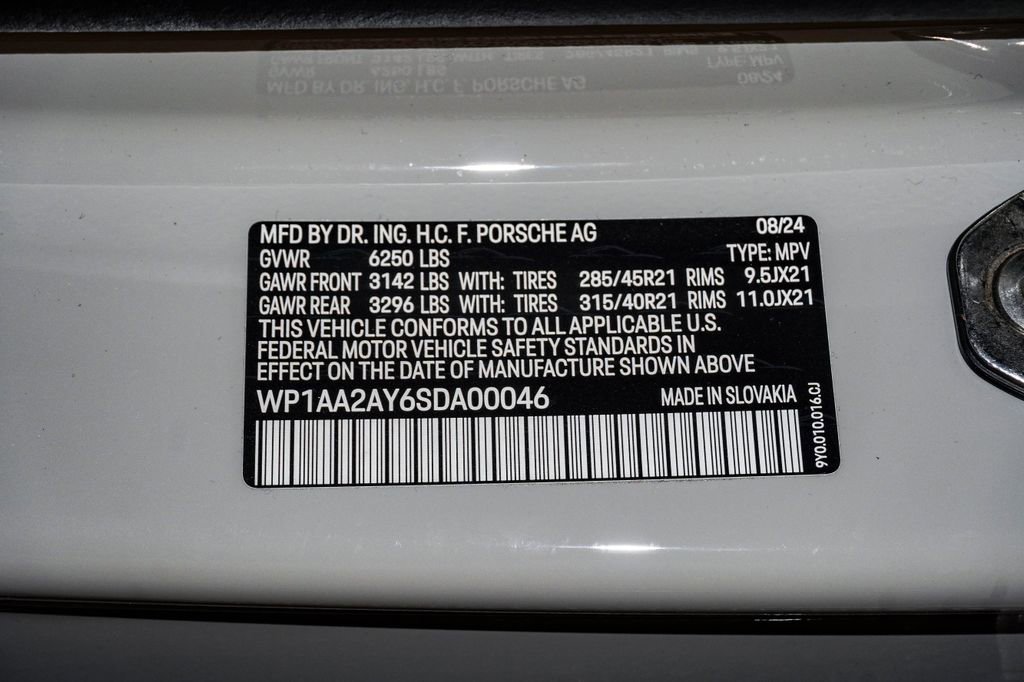 MFD BY DR. ING. H.C. F. PORSCHE AG 08/24
GVWR 6250 LBS TYPE: MPV
GAWR FRONT 3142 LBS WITH: TIRES 285/45R21 RIMS 9.5JX21
GAWR REAR 3296 LBS WITH: TIRES 315/40R21 RIMS 11.0JX21
THIS VEHICLE CONFORMS TO ALL APPLICABLE U.S.
FEDERAL MOTOR VEHICLE SAFETY STANDARDS IN
EFFECT ON THE DATE OF MANUFACTURE SHOWN ABOVE
WP1AA2AY6SDA00046 MADE IN SLOVAKIA
9Y0.010.016.CJ